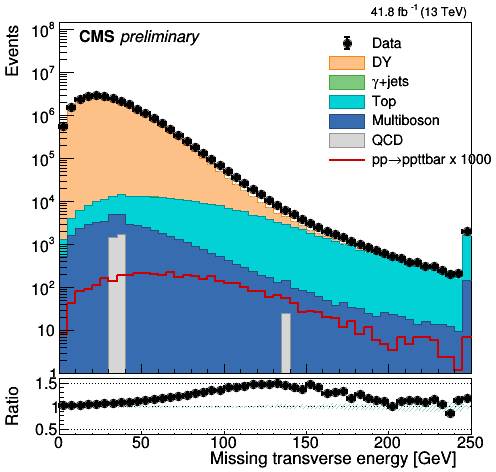 41.8 fb⁻¹ (13 TeV)
CMS preliminary
Events
10⁸
10⁷
10⁶
10⁵
10⁴
10³
10²
10
1
Data
DY
γ+jets
Top
Multiboson
QCD
pp→ppttbar x 1000
Ratio
1.5
1
0.5
0 50 100 150 200 250
Missing transverse energy [GeV]